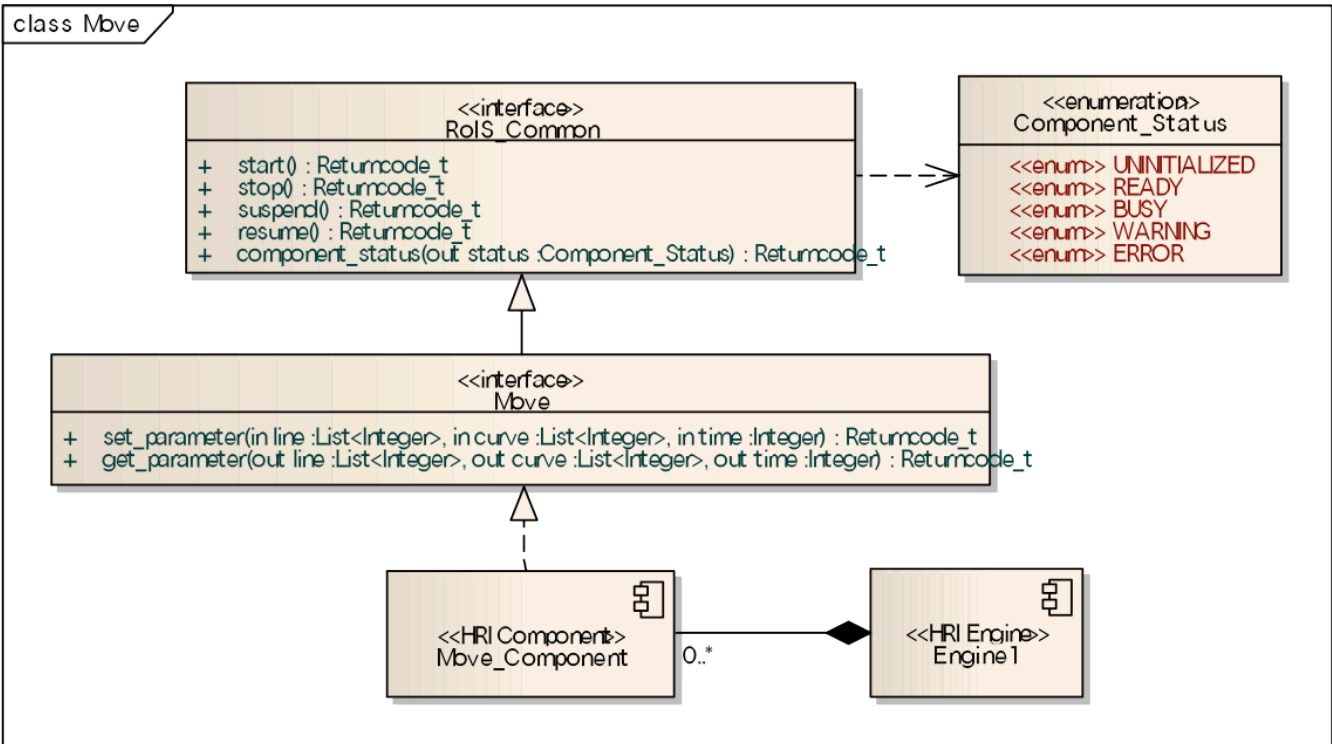 class Move
<<interface>>
RoIS_Common
+ start() : Returncode_t
+ stop() : Returncode_t
+ suspend() : Returncode_t
+ resume() : Returncode_t
+ component_status(out status :Component_Status) : Returncode_t
<<enumeration>>
Component_Status
<<enum>> UNINITIALIZED
<<enum>> READY
<<enum>> BUSY
<<enum>> WARNING
<<enum>> ERROR
<<interface>>
Move
+ set_parameter(in line :List<Integer>, in curve :List<Integer>, in time :Integer) : Returncode_t
+ get_parameter(out line :List<Integer>, out curve :List<Integer>, out time :Integer) : Returncode_t
<<HRI Component>>
Move_Component
0..*
<<HRI Engine>>
Engine1